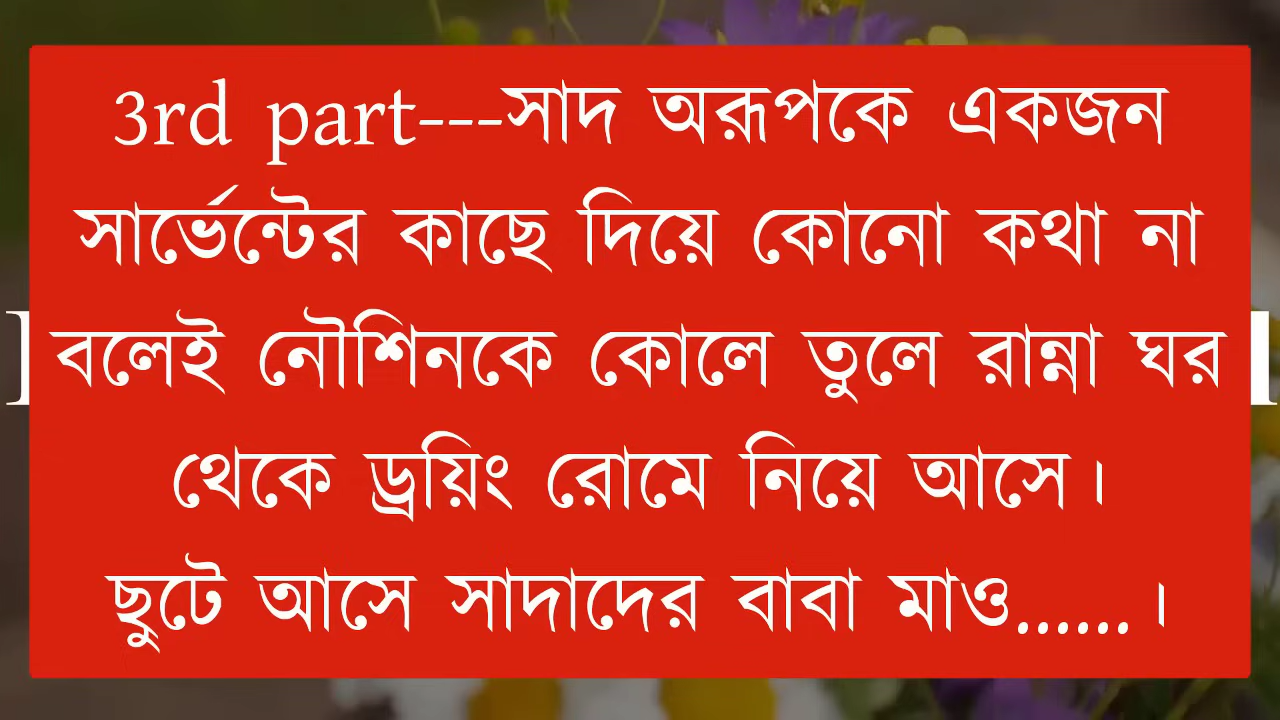 3rd part---সাদ অরূপকে একজন
সার্ভেন্টের কাছে দিয়ে কোনো কথা না
বলেই নৌশিনকে কোলে তুলে রান্না ঘর
থেকে ড্রয়িং রোমে নিয়ে আসে।
ছুটে আসে সাদাদের বাবা মাও......।